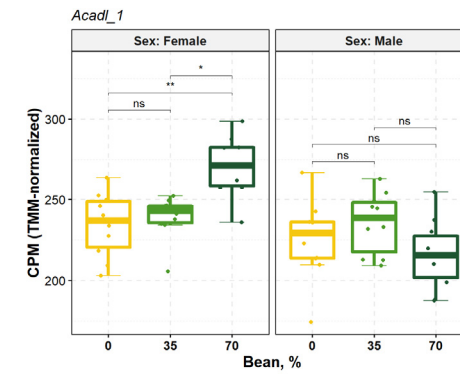 Acadl_1
Sex: Female
Sex: Male
*
**
ns
ns
ns
ns
CPM (TMM-normalized)
300
250
200
0 35 70 0 35 70
Bean, %